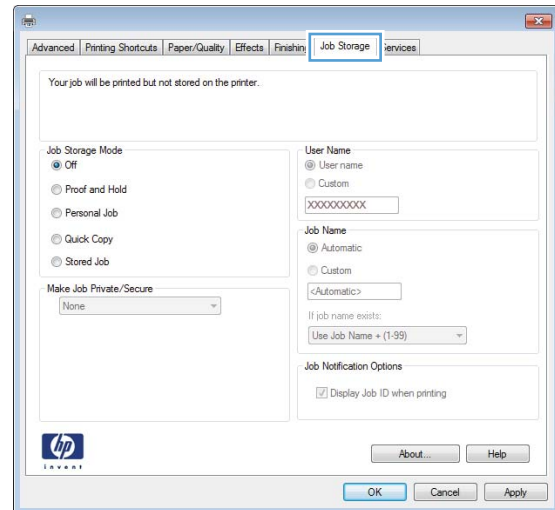 Advanced Printing Shortcuts Paper/Quality Effects Finishing Job Storage Services
Your job will be printed but not stored on the printer.
Job Storage Mode
Off
Proof and Hold
Personal Job
Quick Copy
Stored Job
Make Job Private/Secure
None
User Name
User name
Custom
XXXXXXXXX
Job Name
Automatic
Custom
<Automatic>
If job name exists:
Use Job Name + (1-99)
Job Notification Options
Display Job ID when printing
hp
invent
About... Help
OK Cancel Apply